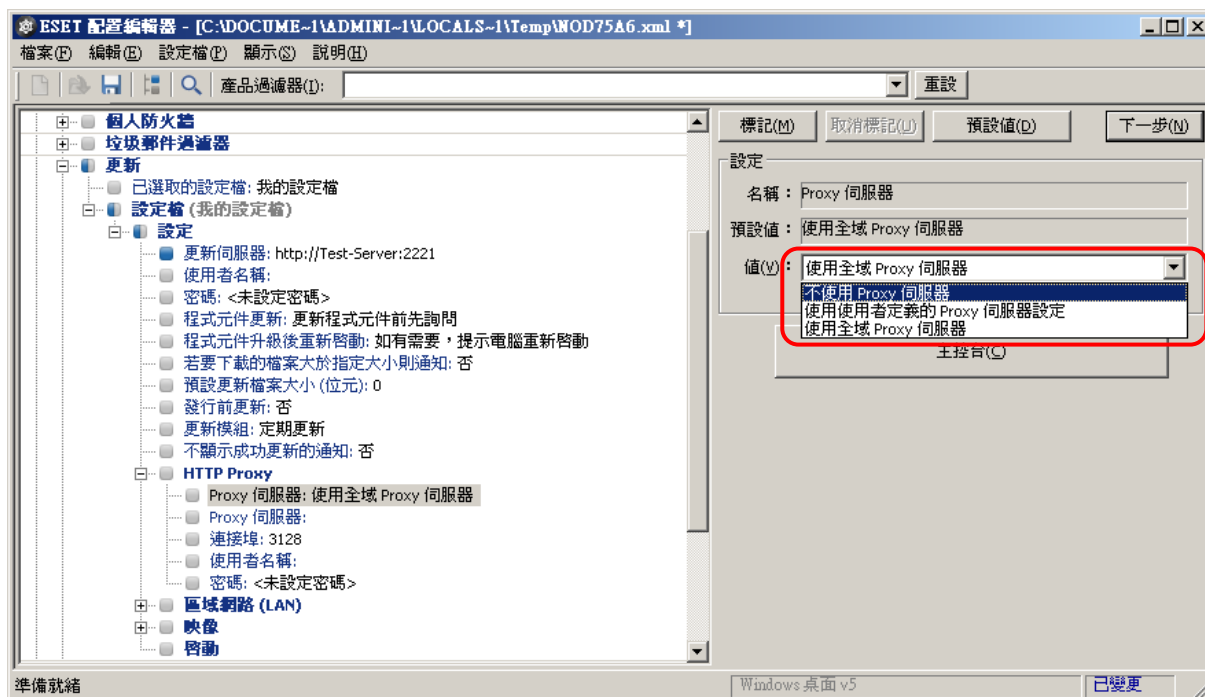 ESET 配置編輯器 - [C:\DOCUME~1\ADMINI~1\LOCALS~1\Temp\NOD75A6.xml *]
檔案(F) 編輯(E) 設定檔(P) 顯示(S) 說明(H)
產品過濾器(I): 重設
個人防火牆
垃圾郵件過濾器
更新
已選取的設定檔: 我的設定檔
設定檔 (我的設定檔)
設定
更新伺服器: http://Test-Server:2221
使用者名稱:
密碼: <未設定密碼>
程式元件更新: 更新程式元件前先詢問
程式元件升級後重新啓動: 如有需要，提示電腦重新啓動
若要下載的檔案大於指定大小則通知: 否
預設更新檔案大小 (位元): 0
發行前更新: 否
更新模組: 定期更新
不顯示成功更新的通知: 否
HTTP Proxy
Proxy 伺服器: 使用全域 Proxy 伺服器
Proxy 伺服器:
連接埠: 3128
使用者名稱:
密碼: <未設定密碼>
區域網路 (LAN)
映像
啓動
標記(M) 取消標記(U) 預設值(D) 下一步(N)
設定
名稱： Proxy 伺服器
預設值： 使用全域 Proxy 伺服器
值(V)： 使用全域 Proxy 伺服器
不使用 Proxy 伺服器
使用使用者定義的 Proxy 伺服器設定
使用全域 Proxy 伺服器
主控台(C)
準備就緒 Windows 桌面 v5 已變更